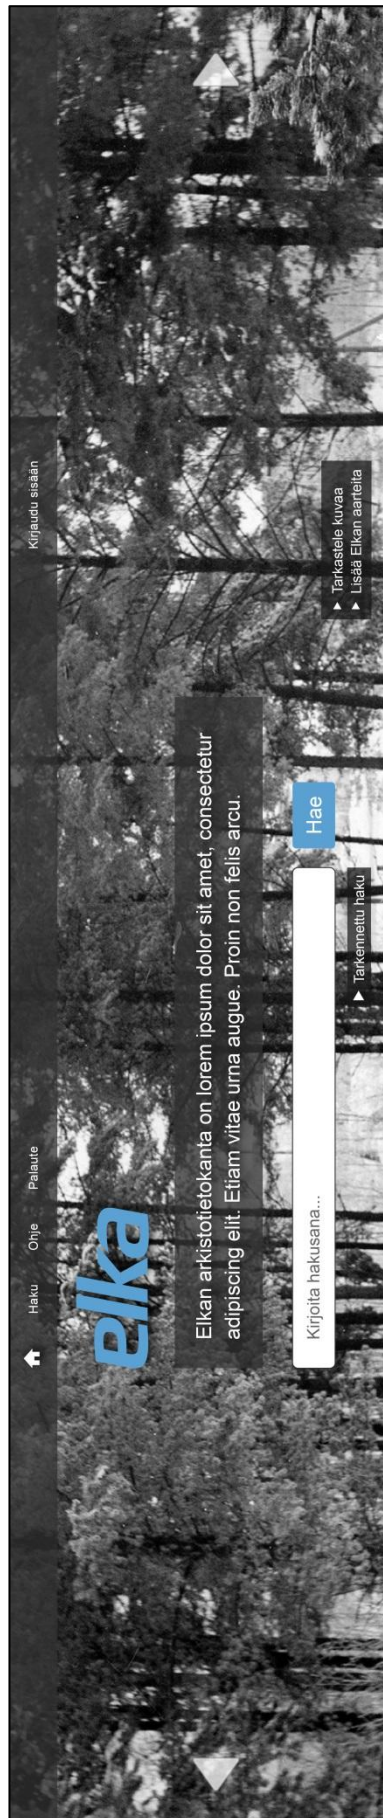 Haku Ohje Palaute Kirjaudu sisään
elka
Elkan arkistotietokanta on lorem ipsum dolor sit amet, consectetur
adipiscing elit. Etiam vitae urna augue. Proin non felis arcu.
Kirjoita hakusana... Hae
Tarkennettu haku
Tarkastele kuvaa
Lisää Elkan aarteita